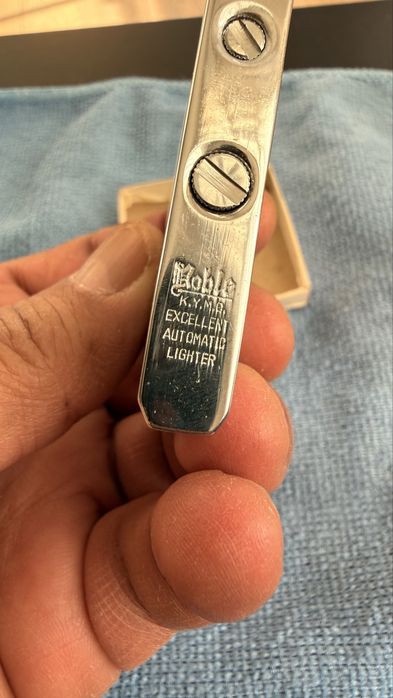 Noble
K.Y.M.G.
EXCELLENT
AUTOMATIC
LIGHTER